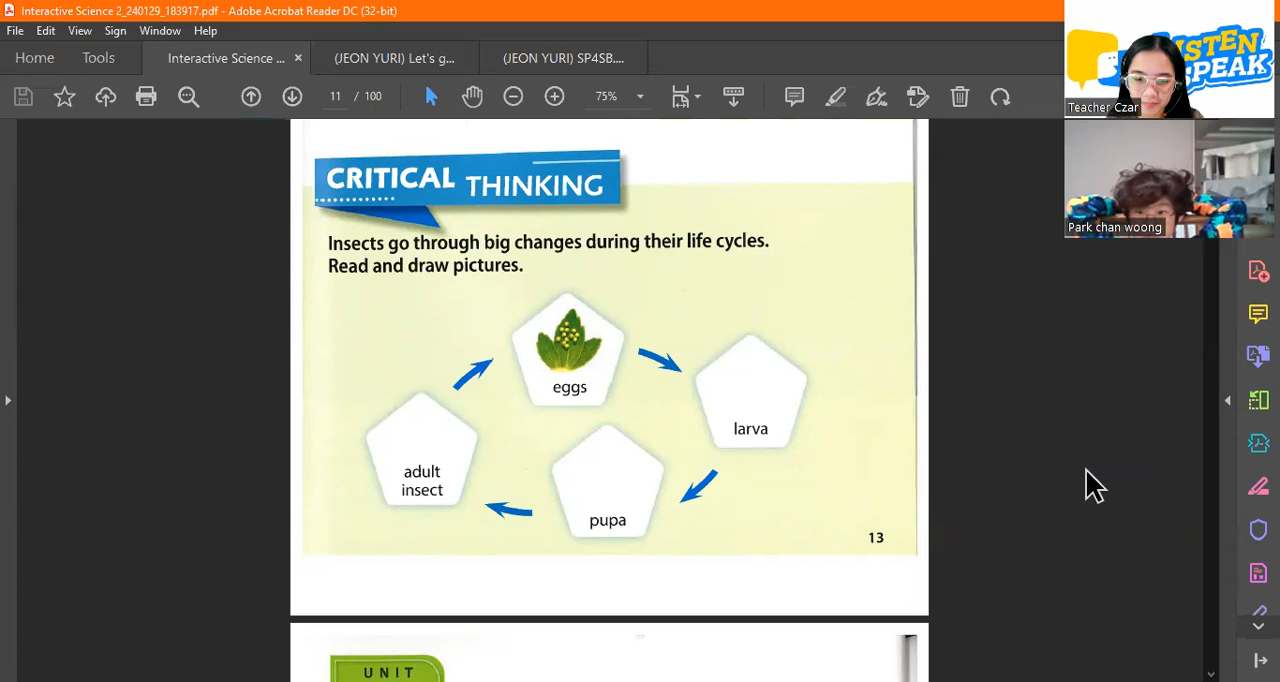 Interactive Science 2_240129_183917.pdf - Adobe Acrobat Reader DC (32-bit)
File Edit View Sign Window Help
Home Tools Interactive Science ... × (JEON YURI) Let's g... (JEON YURI) SP4SB....
11 / 100 75%
LISTEN
SPEAK
Teacher Czar
Park chan woong
CRITICAL THINKING
Insects go through big changes during their life cycles.
Read and draw pictures.
eggs
larva
adult
insect
pupa
13
UNIT